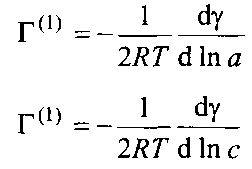 Γ⁽¹⁾ = − 1/2RT dγ/d ln a
Γ⁽¹⁾ = − 1/2RT dγ/d ln c